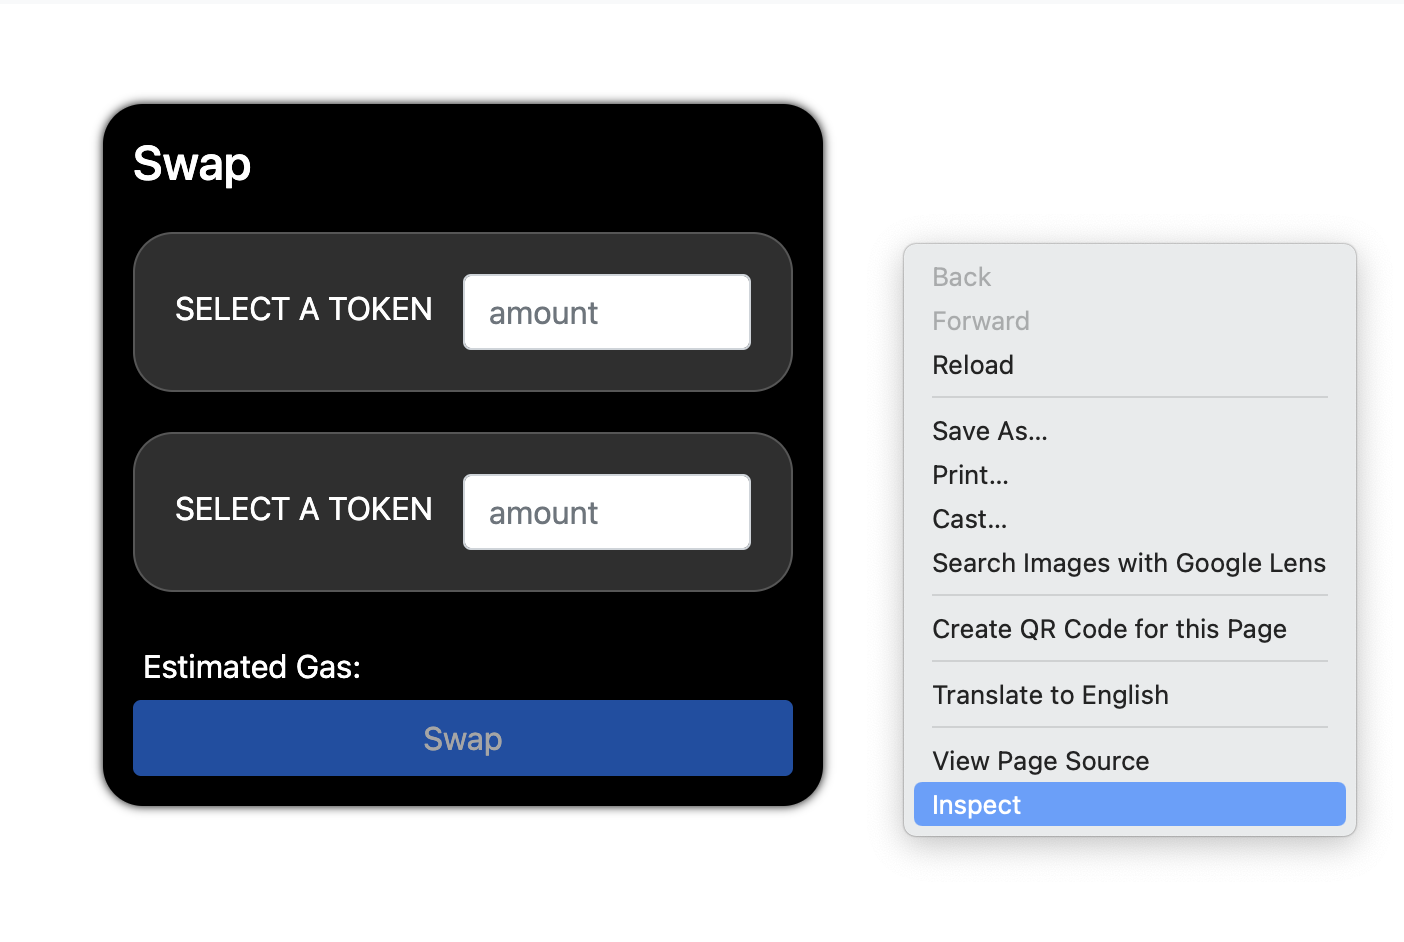 Swap
SELECT A TOKEN
amount
SELECT A TOKEN
amount
Estimated Gas:
Swap
Back
Forward
Reload
Save As...
Print...
Cast...
Search Images with Google Lens
Create QR Code for this Page
Translate to English
View Page Source
Inspect